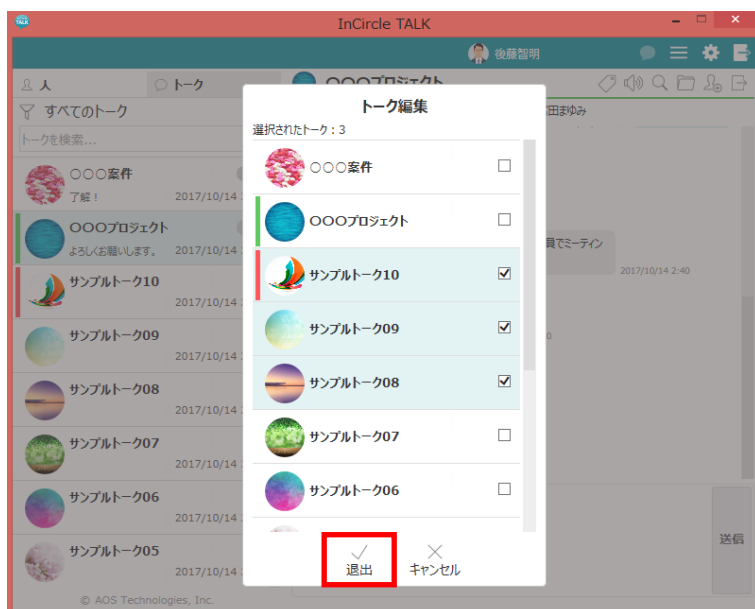 TALK
InCircle TALK
後藤智明
人
トーク
〇〇〇プロジェクト
すべてのトーク
トークを検索...
〇〇〇案件
了解！
2017/10/14
〇〇〇プロジェクト
よろしくお願いします。 2017/10/14
サンプルトーク10
2017/10/14
サンプルトーク09
2017/10/14
サンプルトーク08
2017/10/14
サンプルトーク07
2017/10/14
サンプルトーク06
2017/10/14
サンプルトーク05
2017/10/14
© AOS Technologies, Inc.
トーク編集
選択されたトーク : 3
〇〇〇案件
〇〇〇プロジェクト
サンプルトーク10
サンプルトーク09
サンプルトーク08
サンプルトーク07
サンプルトーク06
退出
キャンセル
田まゆみ
員でミーティン
2017/10/14 2:40
0
送信